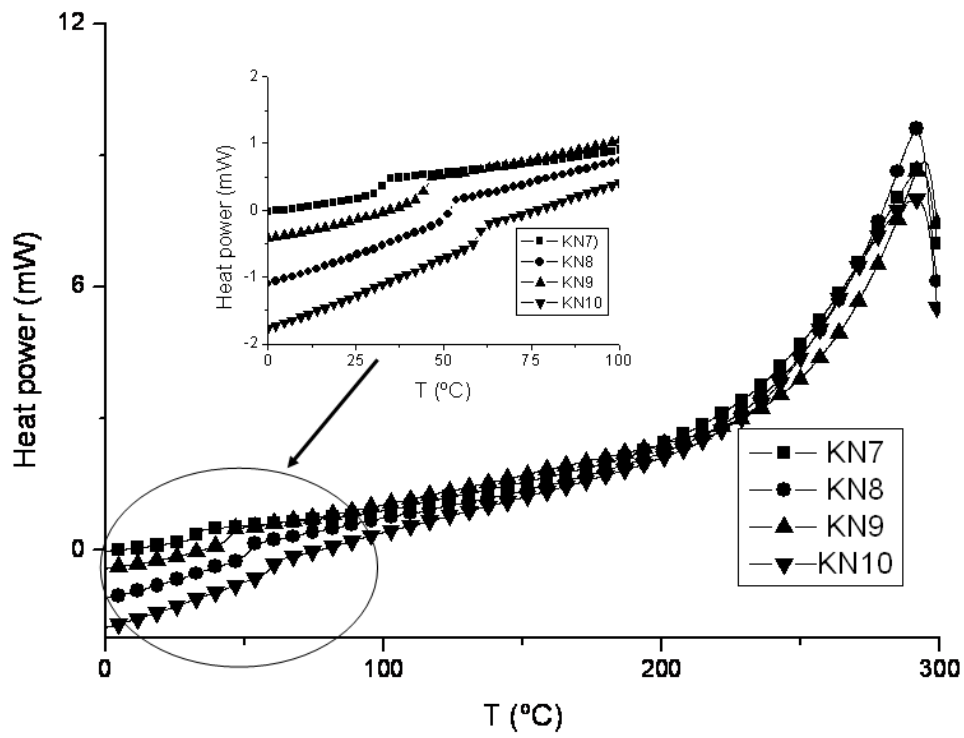 12
6
0
Heat power (mW)
2
1
0
-1
-2
Heat power (mW)
KN7)
KN8
KN9
KN10
0
25
50
75
100
T (ºC)
KN7
KN8
KN9
KN10
0
100
200
300
T (ºC)